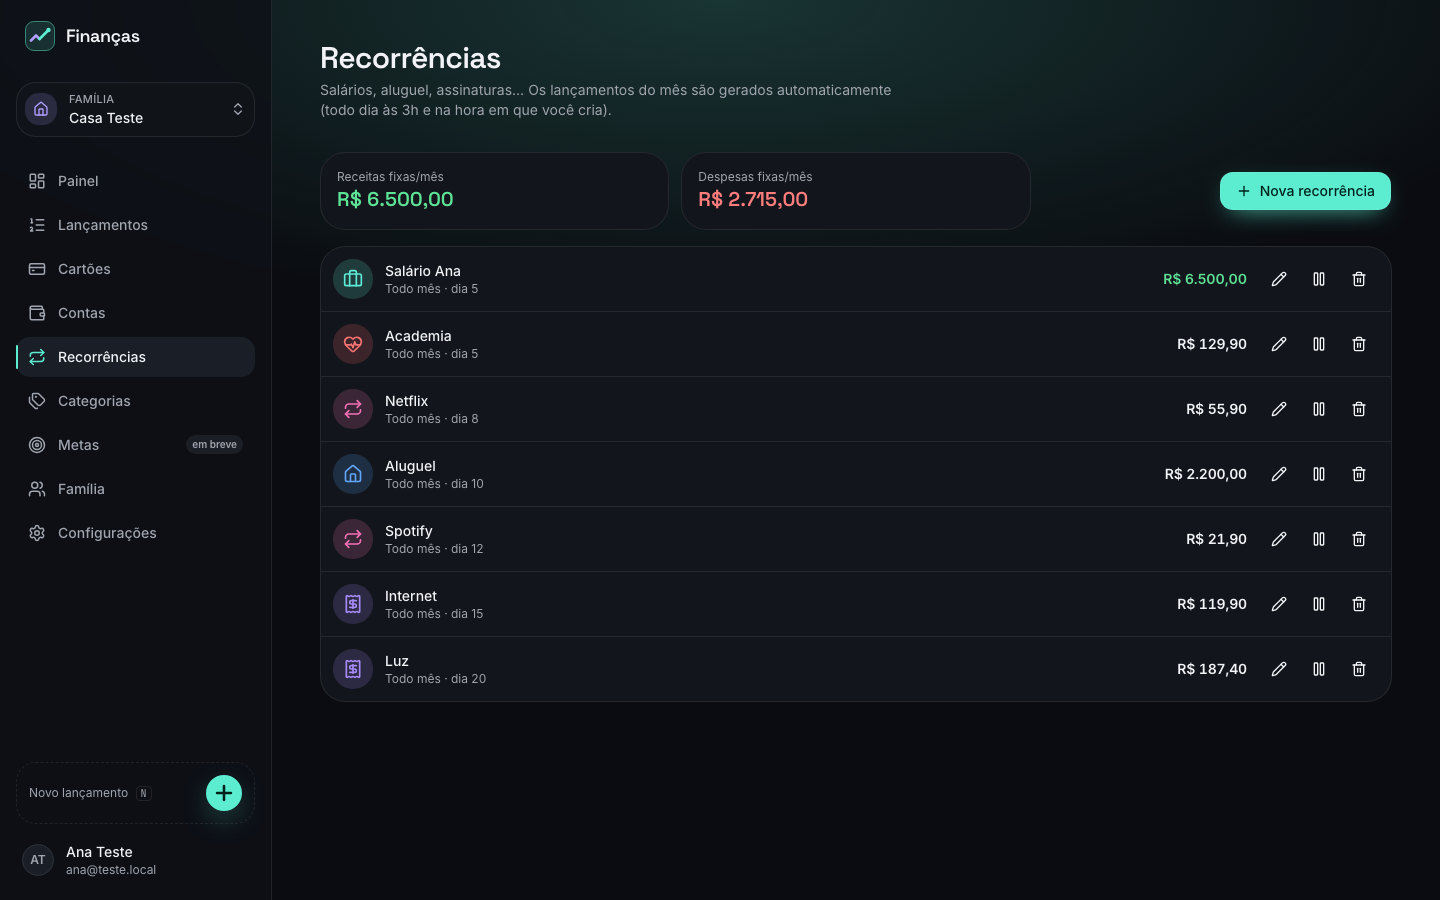 Finanças
FAMÍLIA
Casa Teste
Painel
Lançamentos
Cartões
Contas
Recorrências
Categorias
Metas
em breve
Família
Configurações
Novo lançamento N
AT
Ana Teste
ana@teste.local
Recorrências
Salários, aluguel, assinaturas... Os lançamentos do mês são gerados automaticamente
(todo dia às 3h e na hora em que você cria).
Receitas fixas/mês
R$ 6.500,00
Despesas fixas/mês
R$ 2.715,00
Nova recorrência
Salário Ana
Todo mês · dia 5
R$ 6.500,00
Academia
Todo mês · dia 5
R$ 129,90
Netflix
Todo mês · dia 8
R$ 55,90
Aluguel
Todo mês · dia 10
R$ 2.200,00
Spotify
Todo mês · dia 12
R$ 21,90
Internet
Todo mês · dia 15
R$ 119,90
Luz
Todo mês · dia 20
R$ 187,40